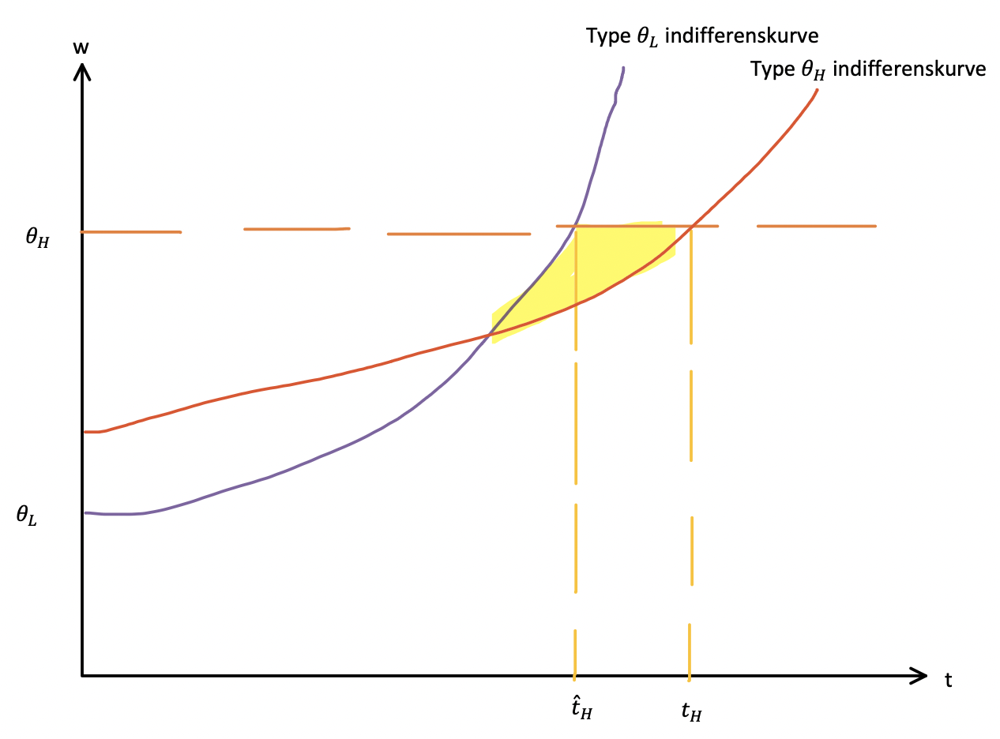 Type θ_L indifferenskurve
w
Type θ_H indifferenskurve
θ_H
θ_L
t
t̂_H
t_H